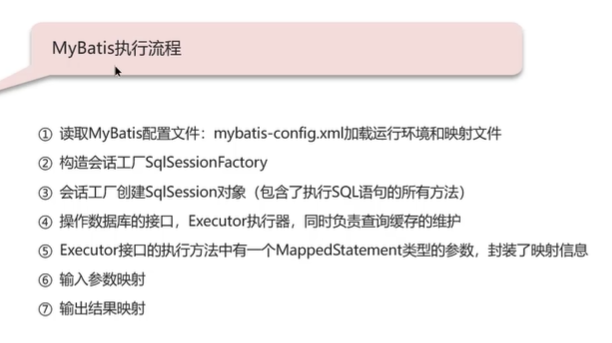 MyBatis执行流程
① 读取MyBatis配置文件：mybatis-config.xml加载运行环境和映射文件
② 构造会话工厂SqlSessionFactory
③ 会话工厂创建SqlSession对象（包含了执行SQL语句的所有方法）
④ 操作数据库的接口，Executor执行器，同时负责查询缓存的维护
⑤ Executor接口的执行方法中有一个MappedStatement类型的参数，封装了映射信息
⑥ 输入参数映射
⑦ 输出结果映射